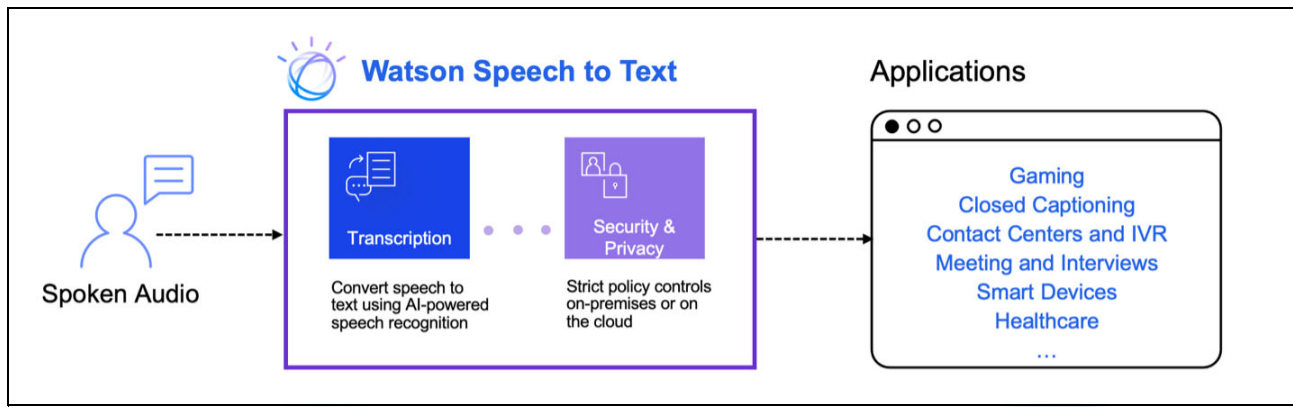 Watson Speech to Text
Applications
Spoken Audio
Transcription
Convert speech to
text using AI-powered
speech recognition
Security &
Privacy
Strict policy controls
on-premises or on
the cloud
Gaming
Closed Captioning
Contact Centers and IVR
Meeting and Interviews
Smart Devices
Healthcare
...